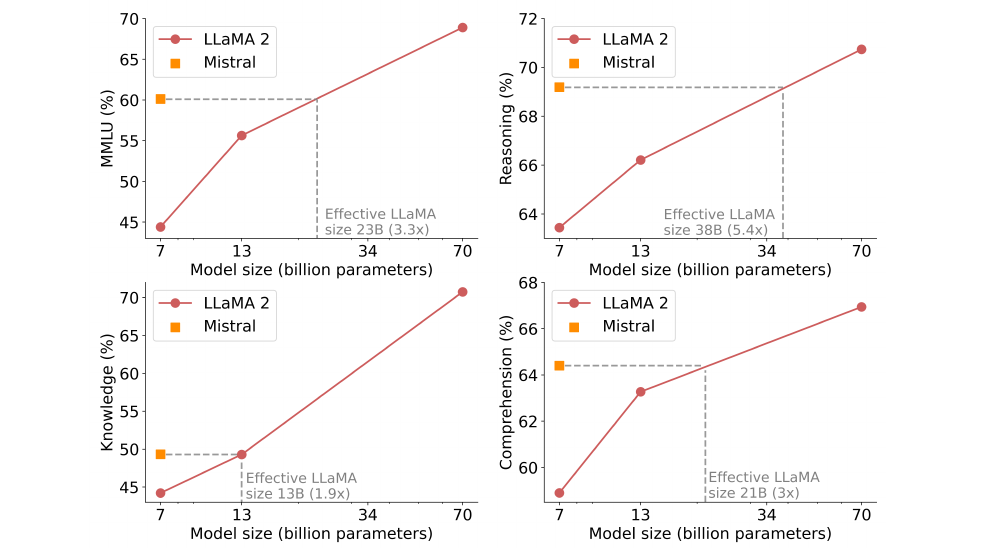 70
65
60
55
50
45
MMLU (%)
LLaMA 2
Mistral
Effective LLaMA
size 23B (3.3x)
7 13 34 70
Model size (billion parameters)
72
70
68
66
64
Reasoning (%)
LLaMA 2
Mistral
Effective LLaMA
size 38B (5.4x)
7 13 34 70
Model size (billion parameters)
70
65
60
55
50
45
Knowledge (%)
LLaMA 2
Mistral
Effective LLaMA
size 13B (1.9x)
7 13 34 70
Model size (billion parameters)
68
66
64
62
60
Comprehension (%)
LLaMA 2
Mistral
Effective LLaMA
size 21B (3x)
7 13 34 70
Model size (billion parameters)